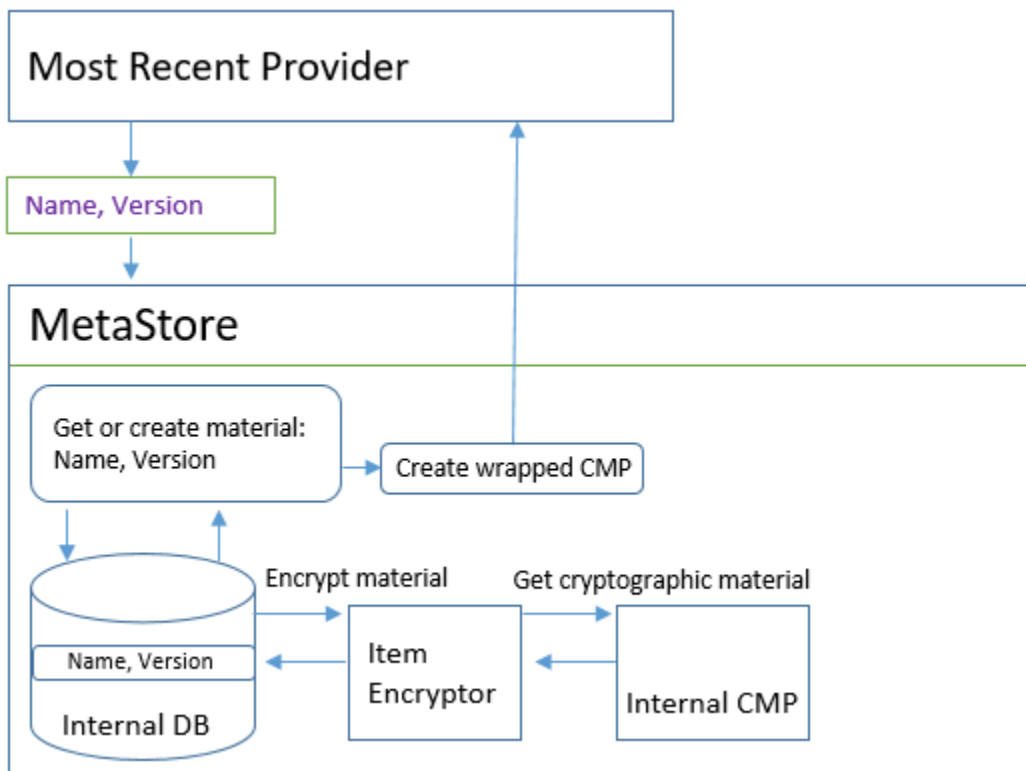 Most Recent Provider
Name, Version
MetaStore
Get or create material:
Name, Version
Create wrapped CMP
Encrypt material
Get cryptographic material
Name, Version
Internal DB
Item
Encryptor
Internal CMP